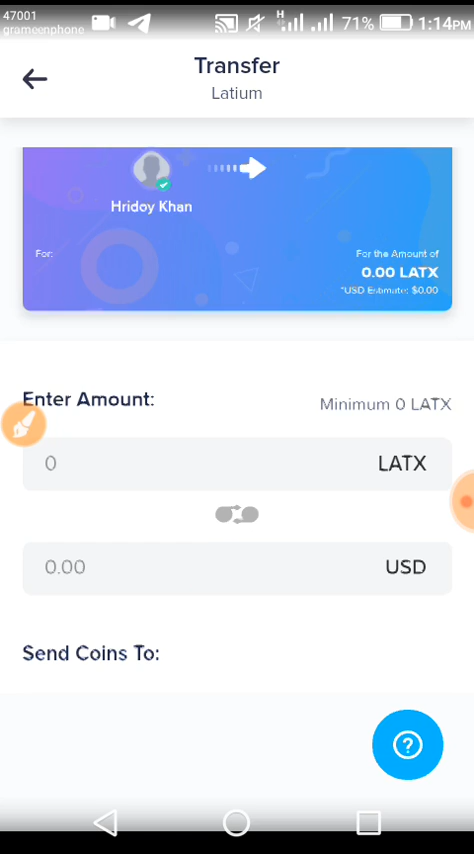 47001
grameenphone
H
71%
1:14PM
Transfer
Latium
Hridoy Khan
For:
For the Amount of
0.00 LATX
*USD Estimate: $0.00
Enter Amount:
Minimum 0 LATX
0
LATX
0.00
USD
Send Coins To:
?